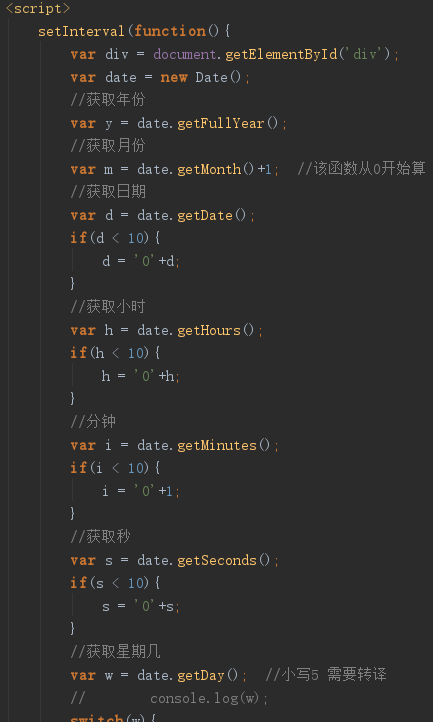 <script>
setInterval(function(){
var div = document.getElementById('div');
var date = new Date();
//获取年份
var y = date.getFullYear();
//获取月份
var m = date.getMonth()+1;  //该函数从0开始算
//获取日期
var d = date.getDate();
if(d < 10){
d = '0'+d;
}
//获取小时
var h = date.getHours();
if(h < 10){
h = '0'+h;
}
//分钟
var i = date.getMinutes();
if(i < 10){
i = '0'+1;
}
//获取秒
var s = date.getSeconds();
if(s < 10){
s = '0'+s;
}
//获取星期几
var w = date.getDay();  //小写5 需要转译
//        console.log(w);
switch(w){